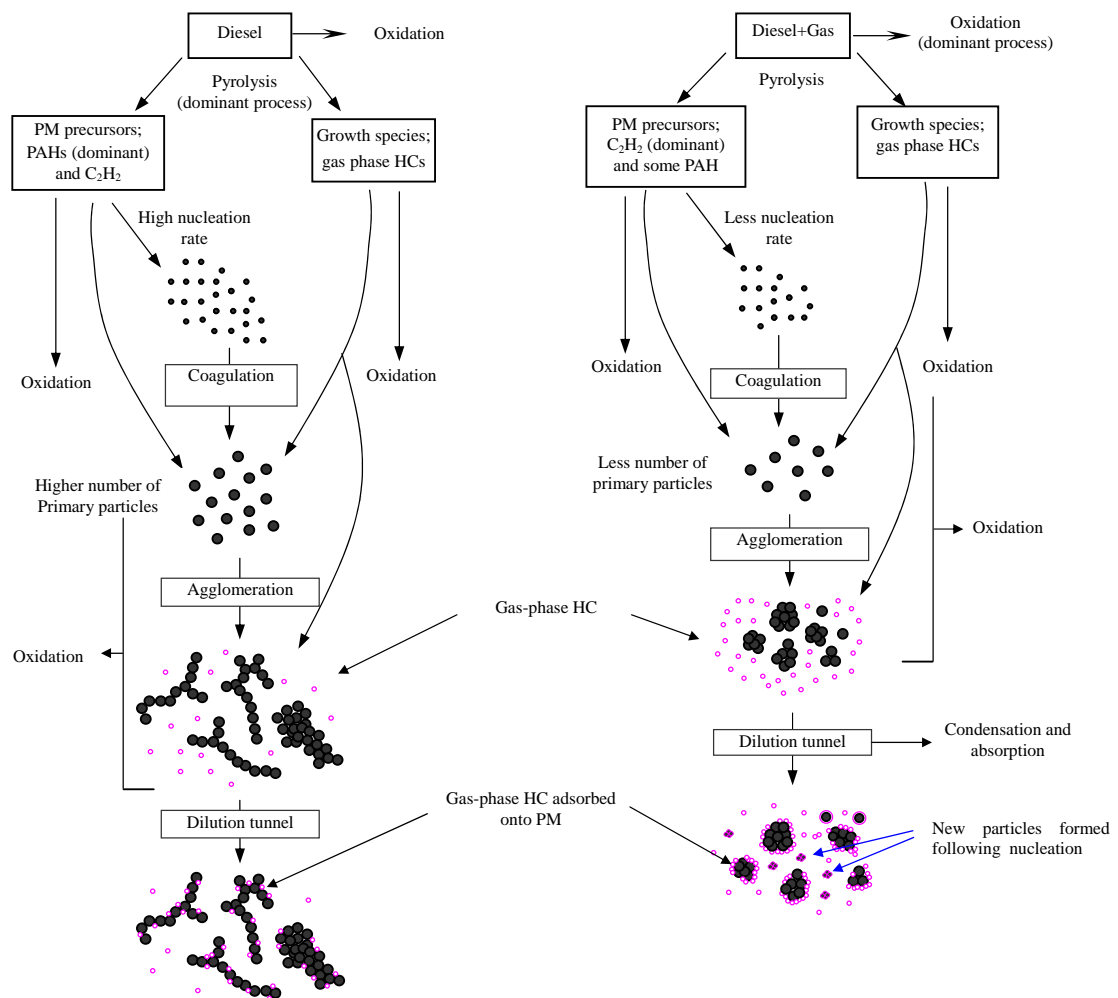 Diesel
Oxidation
Pyrolysis
(dominant process)
PM precursors;
PAHs (dominant)
and C₂H₂
Growth species;
gas phase HCs
High nucleation
rate
Oxidation
Coagulation
Oxidation
Higher number of
Primary particles
Agglomeration
Oxidation
Dilution tunnel
Gas-phase HC
Gas-phase HC adsorbed
onto PM
Diesel+Gas
Oxidation
(dominant process)
Pyrolysis
PM precursors;
C₂H₂ (dominant)
and some PAH
Growth species;
gas phase HCs
Less nucleation
rate
Oxidation
Coagulation
Oxidation
Less number of
primary particles
Agglomeration
Oxidation
Dilution tunnel
Condensation and
absorption
New particles formed
following nucleation